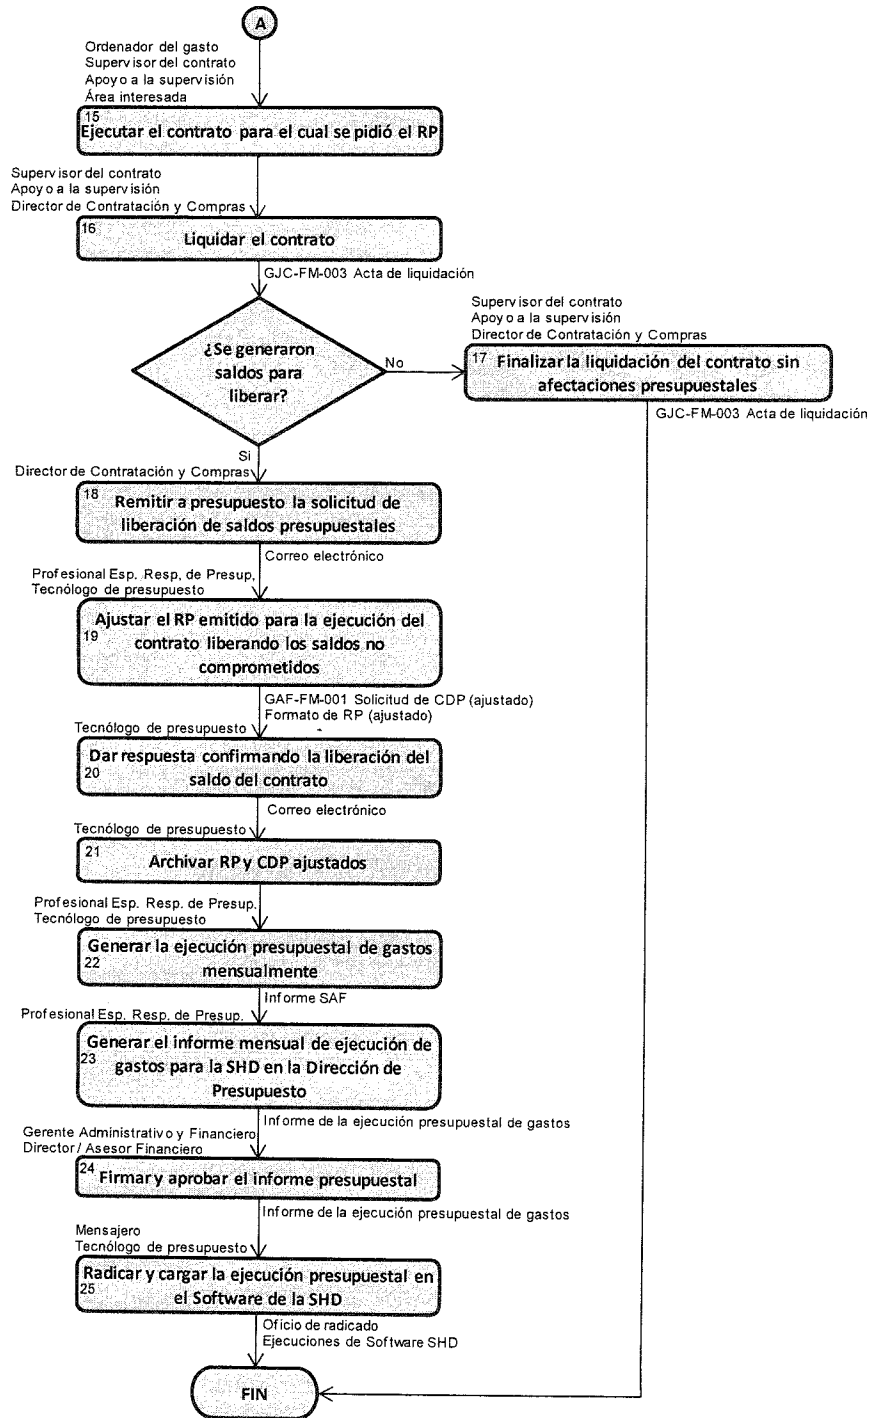 A
Ordenador del gasto
Supervisor del contrato
Apoyo a la supervisión
Área interesada
15
Ejecutar el contrato para el cual se pidió el RP
Supervisor del contrato
Apoyo a la supervisión
Director de Contratación y Compras
16
Liquidar el contrato
GJC-FM-003 Acta de liquidación
¿Se generaron
saldos para
liberar?
No
Supervisor del contrato
Apoyo a la supervisión
Director de Contratación y Compras
17 Finalizar la liquidación del contrato sin
afectaciones presupuestales
GJC-FM-003 Acta de liquidación
Si
Director de Contratación y Compras
18 Remitir a presupuesto la solicitud de
liberación de saldos presupuestales
Correo electrónico
Profesional Esp. Resp, de Presup,
Tecnólogo de presupuesto
Ajustar el RP emitido para la ejecución del
19 contrato liberando los saldos no
comprometidos
GAF-FM-001 Solicitud de CDP (ajustado)
Formato de RP (ajustado)
Tecnólogo de presupuesto
Dar respuesta confirmando la liberación del
20 saldo del contrato
Correo electrónico
Tecnólogo de presupuesto
21
Archivar RP y CDP ajustados
Profesional Esp. Resp. de Presup.
Tecnólogo de presupuesto
Generar la ejecución presupuestal de gastos
22 mensualmente
Informe SAF
Profesional Esp. Resp. de Presup.
Generar el informe mensual de ejecución de
23 gastos para la SHD en la Dirección de
Presupuesto
Informe de la ejecución presupuestal de gastos
Gerente Administrativo y Financiero
Director / Asesor Financiero
24 Firmar y aprobar el informe presupuestal
Informe de la ejecución presupuestal de gastos
Mensajero
Tecnólogo de presupuesto
Radicar y cargar la ejecución presupuestal en
25 el Software de la SHD
Oficio de radicado
Ejecuciones de Software SHD
FIN